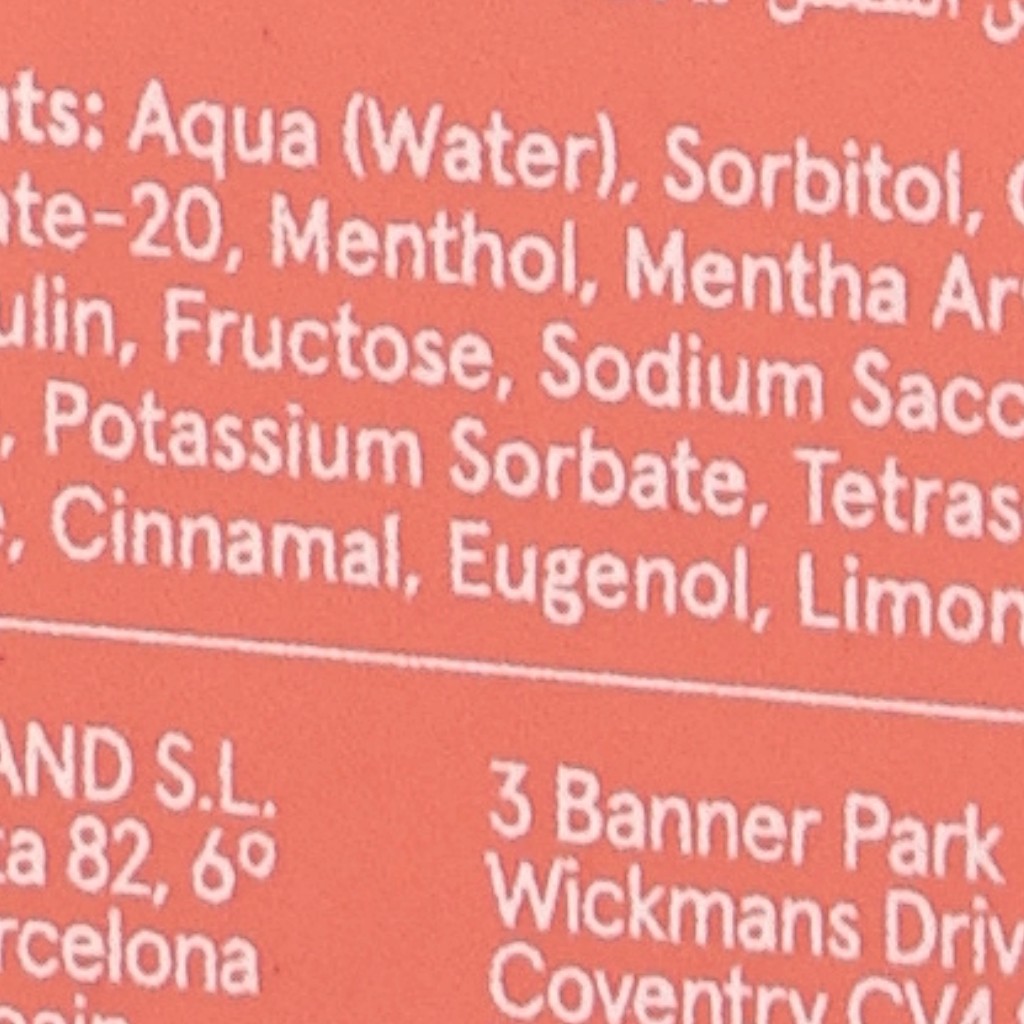 nts: Aqua (Water), Sorbitol,
ate-20, Menthol, Mentha Ar
ulin, Fructose, Sodium Sacc
, Potassium Sorbate, Tetras
, Cinnamal, Eugenol, Limon
AND S.L.
ta 82, 6º
rcelona
3 Banner Park
Wickmans Driv
Coventry CV4